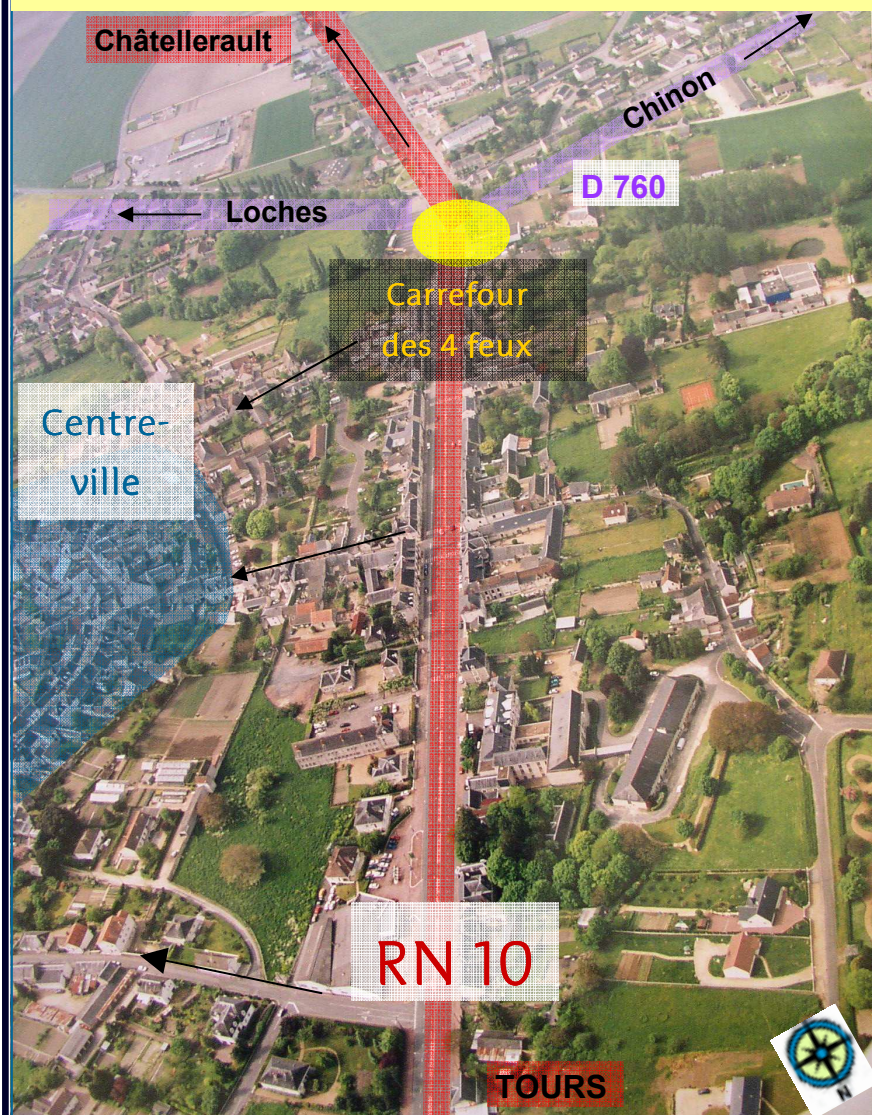 Châtellerault
Chinon
D 760
Loches
Carrefour
des 4 feux
Centre-
ville
RN 10
TOURS
N